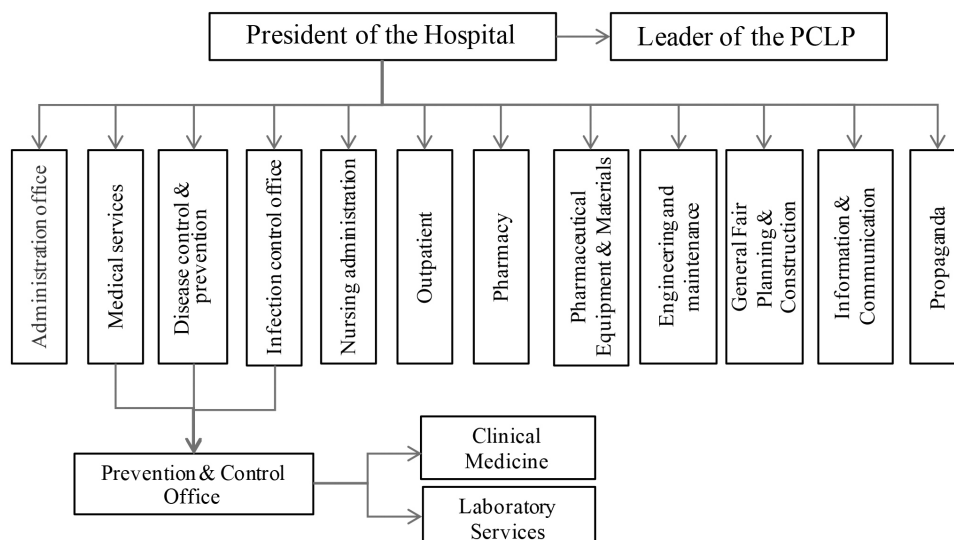 President of the Hospital
Leader of the PCLP
Administration office
Medical services
Disease control &
prevention
Infection control office
Nursing administration
Outpatient
Pharmacy
Pharmaceutical
Equipment & Materials
Engineering and
maintenance
General Fair
Planning &
Construction
Information &
Communication
Propaganda
Prevention & Control
Office
Clinical
Medicine
Laboratory
Services